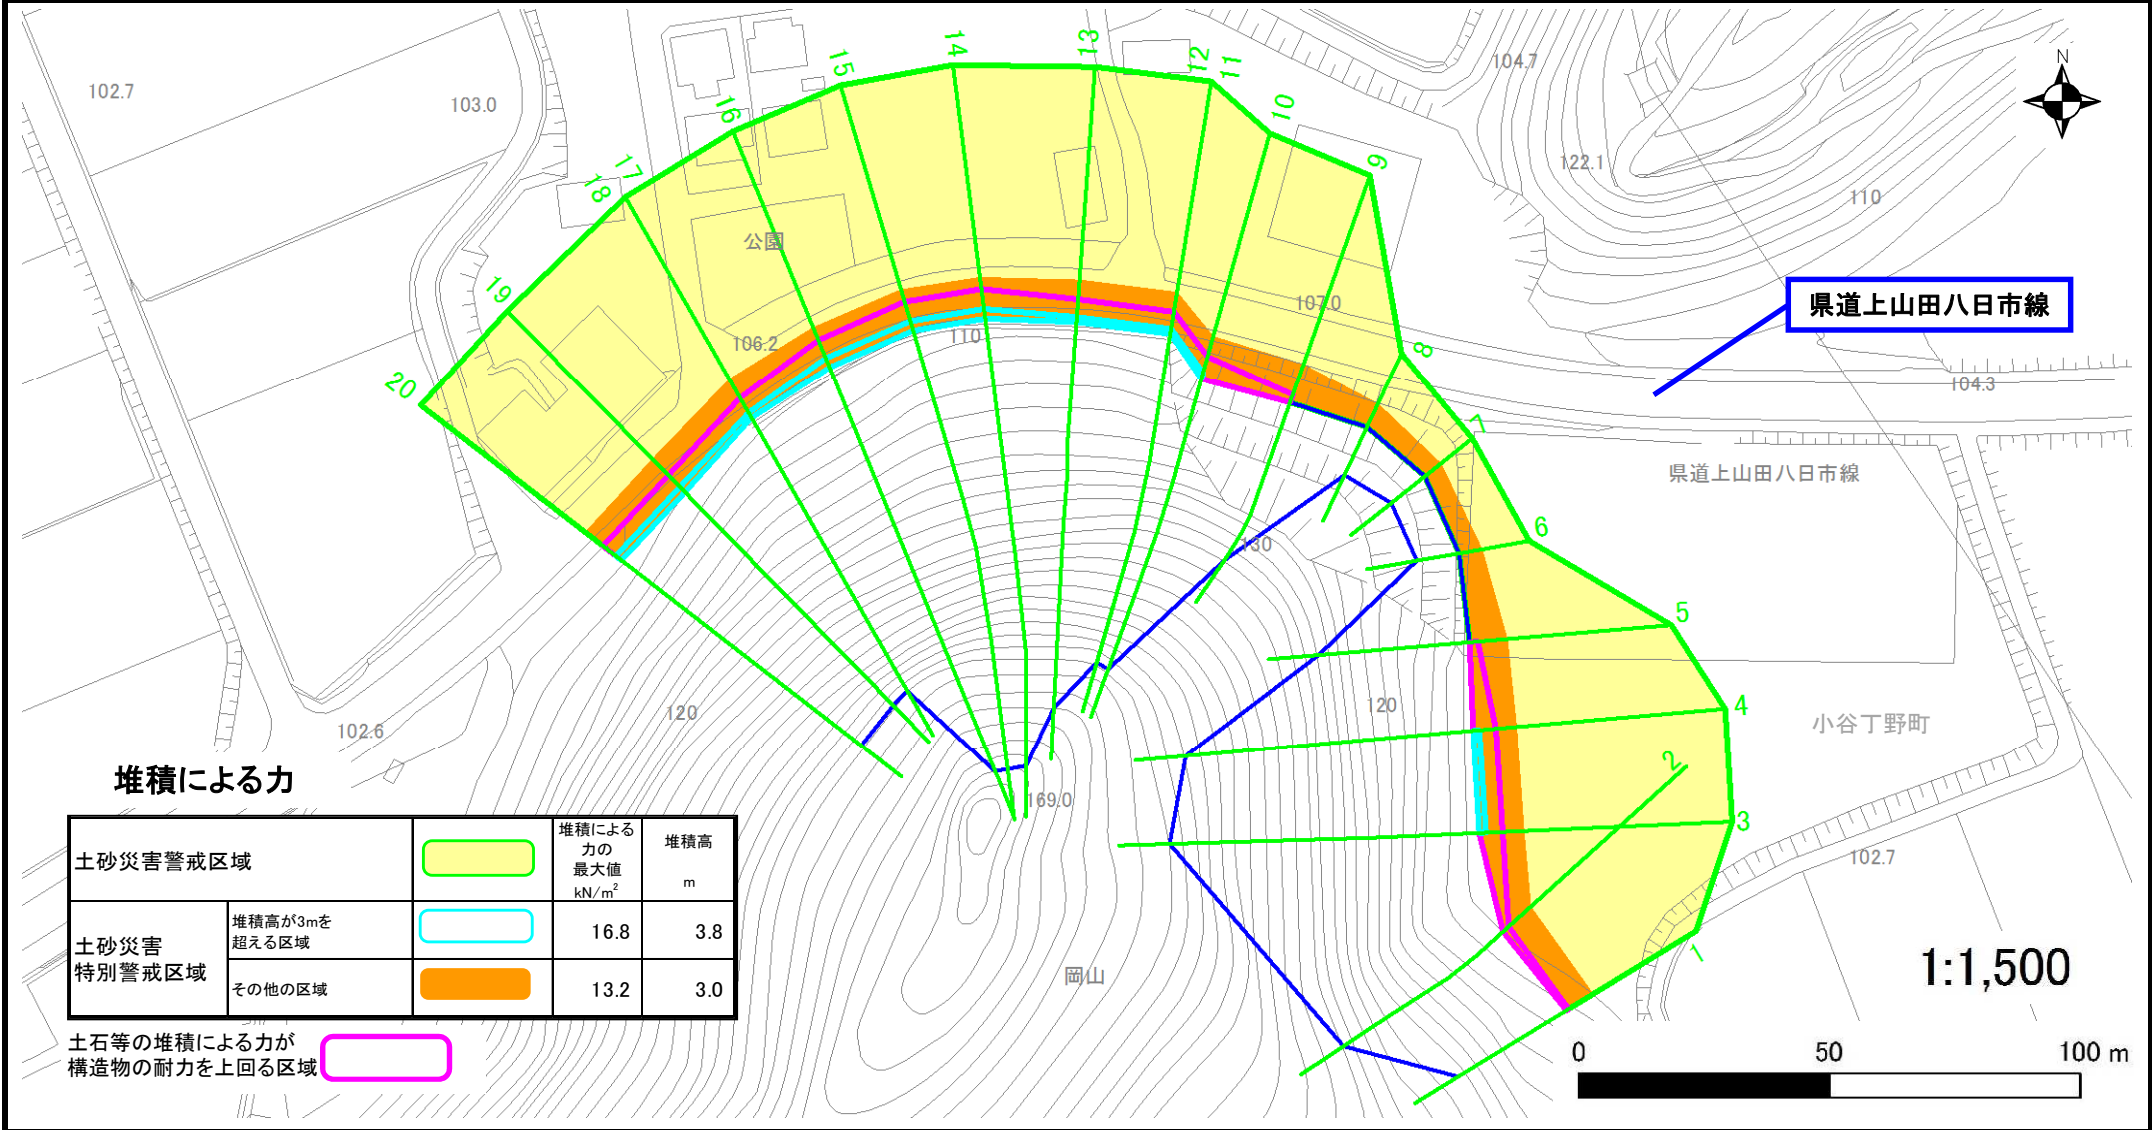 14
13
12
11
15
10
16
9
17
18
19
20
8
7
6
5
4
2
3
1
N
102.7
103.0
104.7
122.1
110
公園
107.0
県道上山田八日市線
106.2
110
104.3
県道上山田八日市線
130
120
120
小谷丁野町
102.6
169.0
102.7
岡山
堆積による力
土砂災害警戒区域
堆積による
力の
最大値
kN/m²
堆積高
m
土砂災害
特別警戒区域
堆積高が3mを
超える区域
16.8
3.8
その他の区域
13.2
3.0
土石等の堆積による力が
構造物の耐力を上回る区域
1:1,500
0 50 100 m